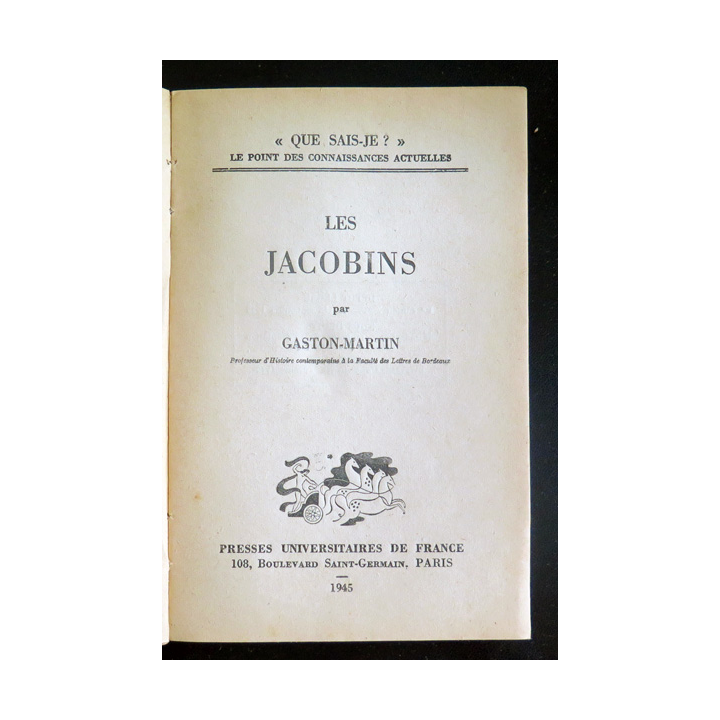 « QUE SAIS-JE ? »
LE POINT DES CONNAISSANCES ACTUELLES
LES
JACOBINS
par
GASTON-MARTIN
Professeur d'Histoire contemporaine à la Faculté des Lettres de Bordeaux
PRESSES UNIVERSITAIRES DE FRANCE
108, BOULEVARD SAINT-GERMAIN, PARIS
1945